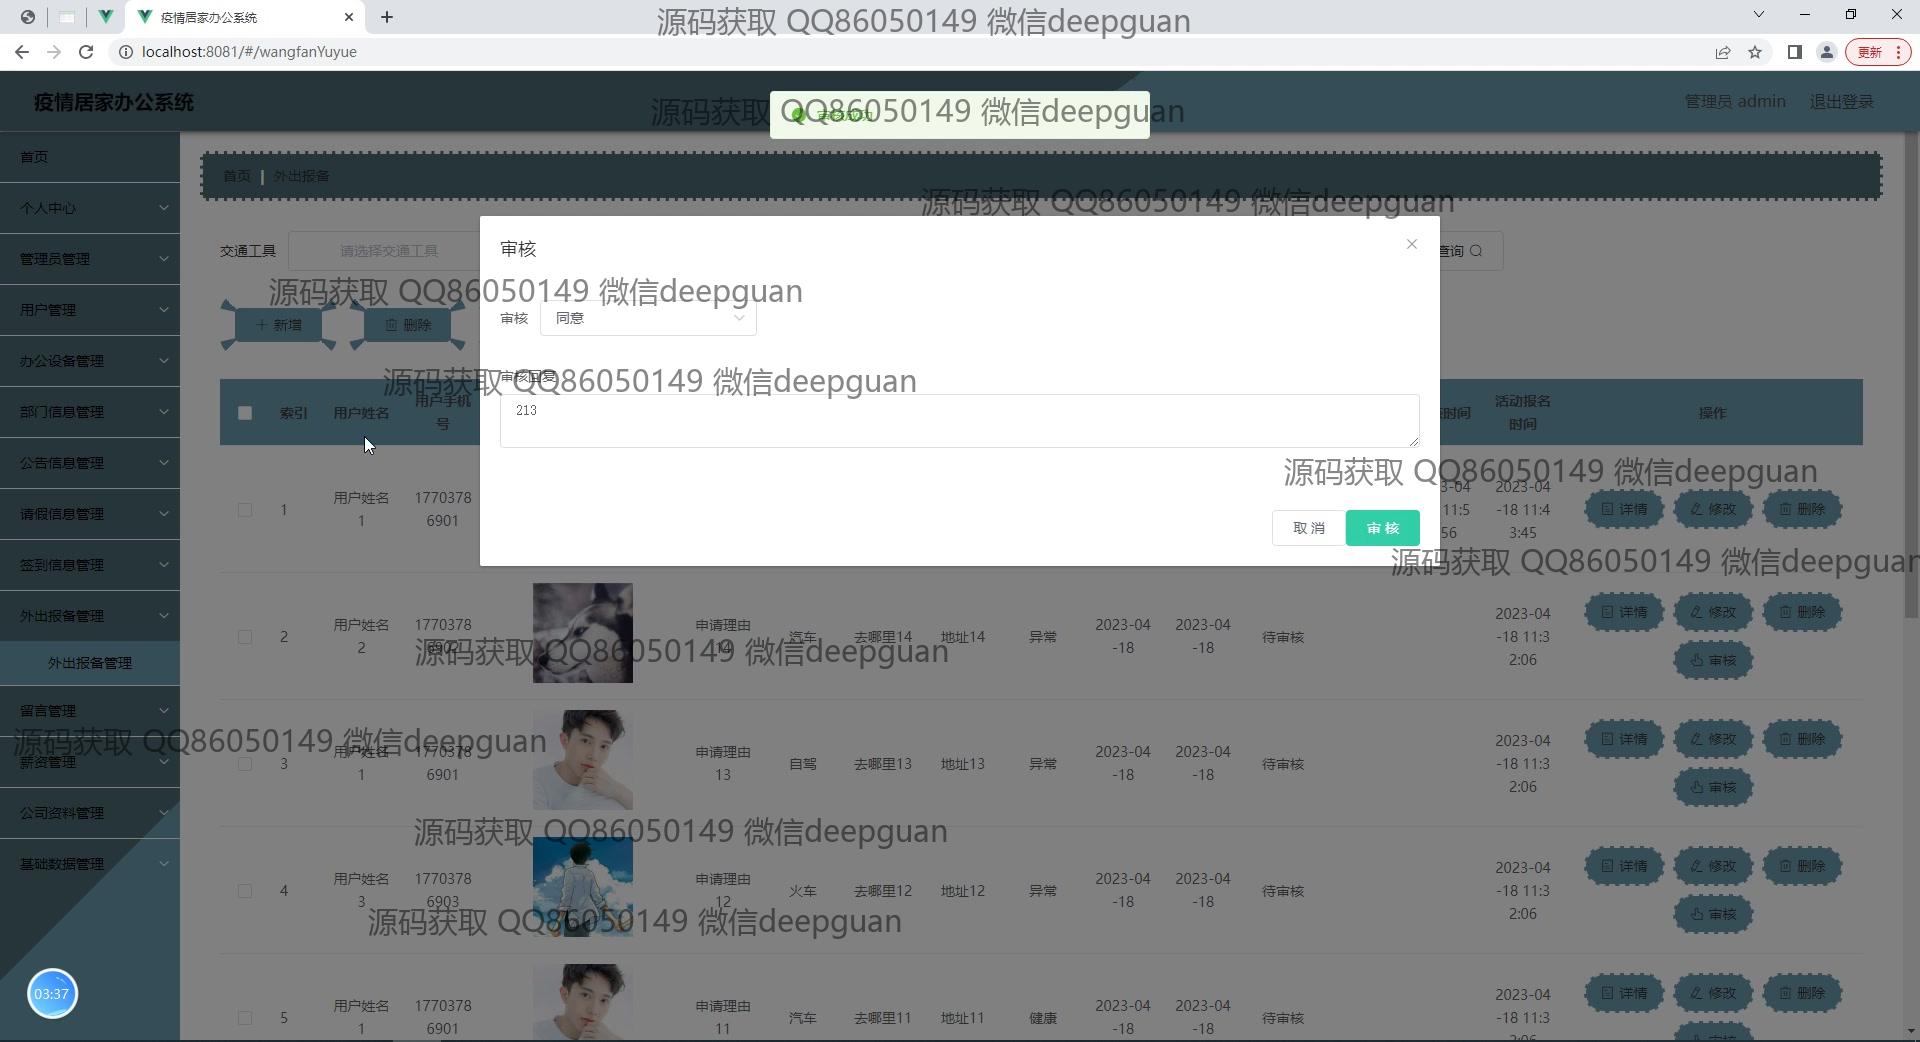 疫情居家办公系统
源码获取 QQ86050149 微信deepguan
localhost:8081/#/wangfanYuyue
更新
疫情居家办公系统
源码获取 QQ86050149 微信deepguan
管理员 admin
退出登录
首页
个人中心
管理员管理
用户管理
办公设备管理
部门信息管理
公告信息管理
请假信息管理
签到信息管理
外出报备管理
外出报备管理
留言管理
薪资管理
公司资料管理
基础数据管理
03:37
首页 | 外出报备
源码获取 QQ86050149 微信deepguan
交通工具
请选择交通工具
查询
源码获取 QQ86050149 微信deepguan
新增
删除
审核
审核
同意
源码获取 QQ86050149 微信deepguan
审核回复
213
取 消
审 核
索引
用户姓名
用户手机
号
活动报名
时间
操作
源码获取 QQ86050149 微信deepguan
1
用户姓名
1
1770378
6901
11:5
56
2023-04
-18 11:4
3:45
详情
修改
删除
源码获取 QQ86050149 微信deepguan
2
用户姓名
2
1770378
申请理由
汽车
去哪里14
地址14
异常
2023-04
-18
2023-04
-18
待审核
2023-04
-18 11:3
2:06
详情
修改
删除
审核
源码获取 QQ86050149 微信deepguan
源码获取 QQ86050149 微信deepguan
3
用户姓名
1
1770378
6901
申请理由
13
自驾
去哪里13
地址13
异常
2023-04
-18
2023-04
-18
待审核
2023-04
-18 11:3
2:06
详情
修改
删除
审核
源码获取 QQ86050149 微信deepguan
4
用户姓名
3
1770378
6903
申请理由
12
火车
去哪里12
地址12
异常
2023-04
-18
2023-04
-18
待审核
2023-04
-18 11:3
2:06
详情
修改
删除
审核
源码获取 QQ86050149 微信deepguan
5
用户姓名
1
1770378
6901
申请理由
11
汽车
去哪里11
地址11
健康
2023-04
-18
2023-04
-18
待审核
2023-04
-18 11:3
2:06
详情
修改
删除
审核